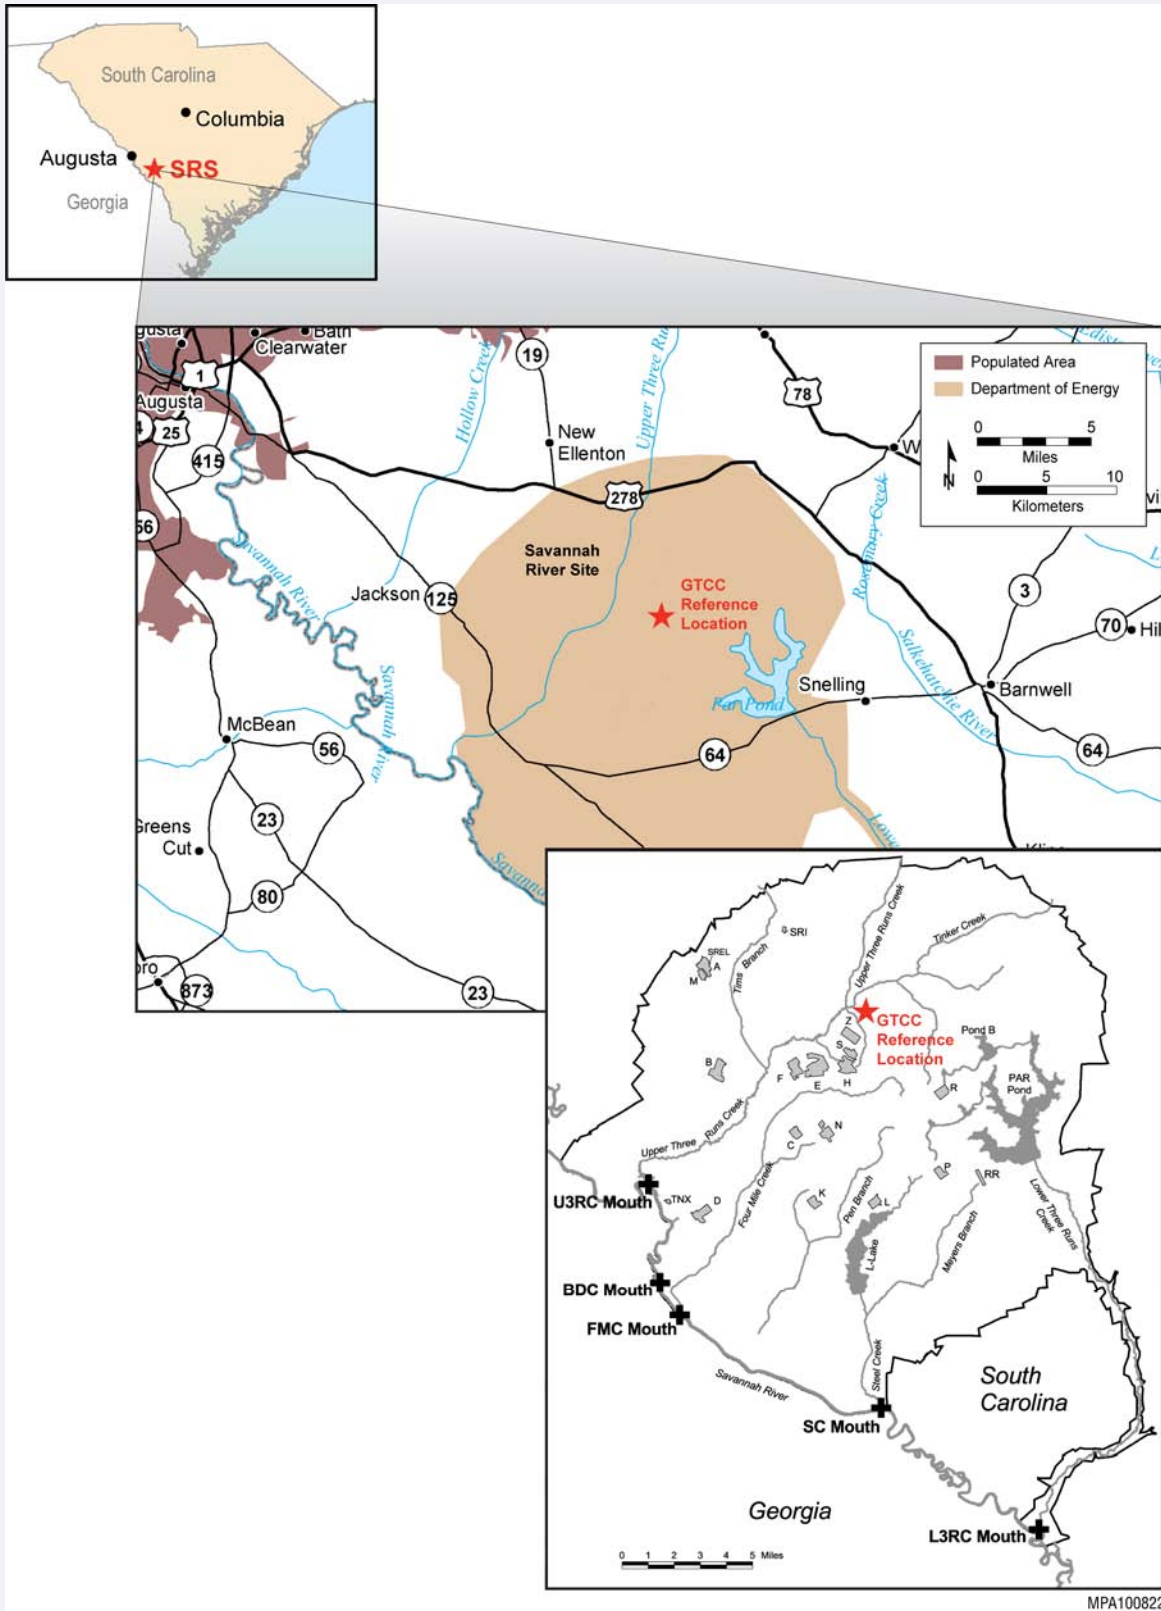 South Carolina
Columbia
Augusta
SRS
Georgia
Bath
Clearwater
19
Hollow Creek
1
Augusta
25
415
New
Ellenton
78
Populated Area
Department of Energy
0 5
Miles
N
0 5 10
Kilometers
278
56
Savannah River
Savannah
River Site
Rosemary Creek
Jackson
125
GTCC
Reference
Location
3
70
Salkehatchie River
Savannah River
Snelling
Barnwell
Par Pond
McBean
56
64
64
23
Cut
80
873
23
SRI
SREL
A
M
Tims Branch
Upper Three Runs Creek
Tinker Creek
Z
GTCC
Reference
Location
S
Pond B
B
F
E
H
R
PAR
Pond
Upper Three Runs Creek
N
C
Four Mile Creek
P
RR
U3RC Mouth
TNX
D
K
Pen Branch
L
L-Lake
Meyers Branch
Lower Three Runs
Creek
BDC Mouth
FMC Mouth
Savannah River
Steel Creek
South
Carolina
SC Mouth
Georgia
L3RC Mouth
0 1 2 3 4 5 Miles
MPA100822